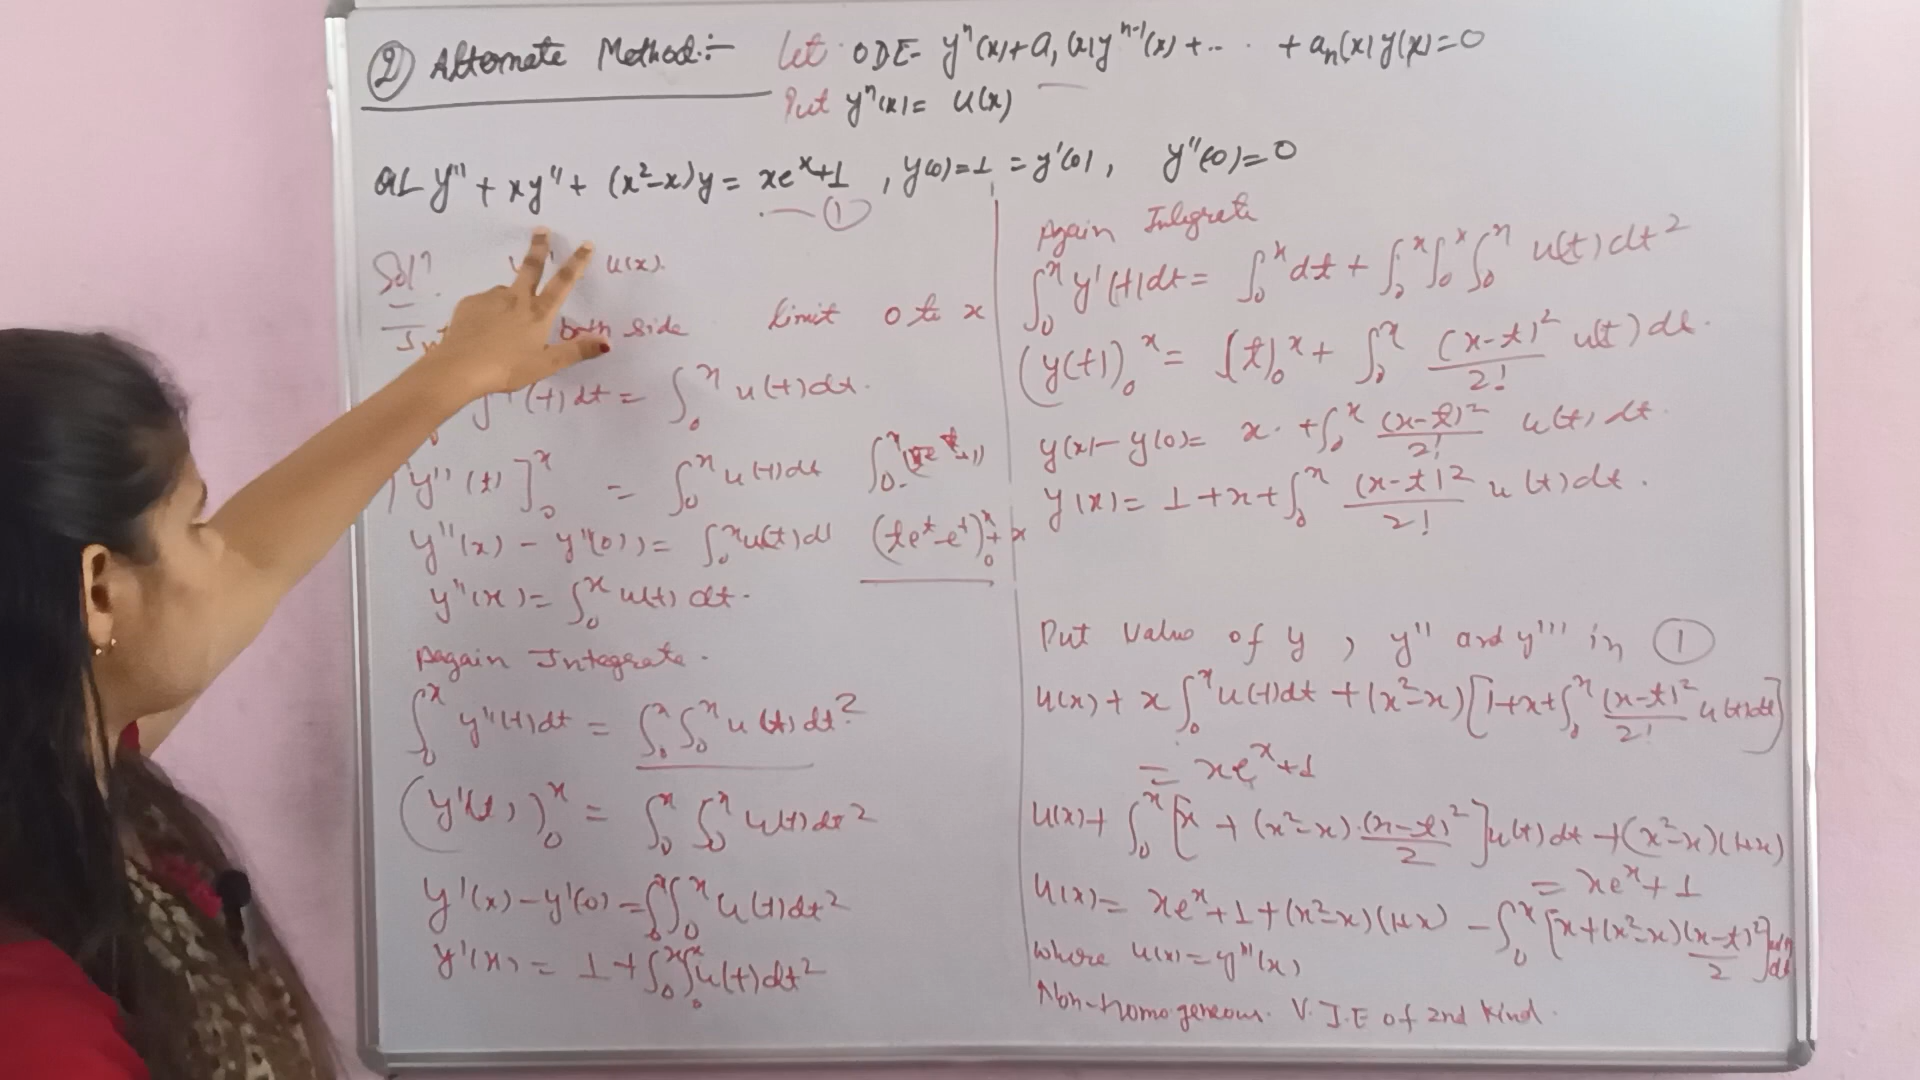 ② Alternate Method:- Let ODE- yⁿ(x)+a₁(x)yⁿ⁻¹(x)+... + aₙ(x)y(x)=0
Put yⁿ(x)= u(x)
Q1 y''' + xy'' + (x²-x)y = xeˣ+1 , y(0)=1 = y'(0), y''(0)=0
— ①
Solⁿ u(x).
both side limit 0 to x
(t)dt = ∫₀ˣ u(t)dt.
y''(t)]₀ˣ = ∫₀ˣ u(t)dt
y''(x) - y''(0) = ∫₀ˣ u(t)dt (teᵗ-eᵗ)₀ˣ + x
y''(x) = ∫₀ˣ u(t) dt.
Again Integrate.
∫₀ˣ y''(t)dt = ∫₀ˣ ∫₀ˣ u(t) dt²
(y'(t))₀ˣ = ∫₀ˣ ∫₀ˣ u(t) dt²
y'(x) - y'(0) = ∫₀ˣ ∫₀ˣ u(t)dt²
y'(x) = 1 + ∫₀ˣ ∫₀ˣ u(t)dt²
Again Integrate
∫₀ˣ y'(t)dt = ∫₀ˣ dt + ∫₀ˣ ∫₀ˣ ∫₀ˣ u(t) dt²
(y(t))₀ˣ = (t)₀ˣ + ∫₀ˣ (x-t)²/2! u(t) dt.
y(x) - y(0) = x + ∫₀ˣ (x-t)²/2! u(t) dt.
y(x) = 1 + x + ∫₀ˣ (x-t)²/2! u(t)dt.
Put value of y , y'' and y''' in ①
u(x) + x ∫₀ˣ u(t)dt + (x²-x) [1+x+∫₀ˣ (x-t)²/2! u(t)dt]
= xeˣ+1
u(x)+ ∫₀ˣ [x + (x²-x).(x-t)²/2] u(t) dt + (x²-x)(1+x)
= xeˣ+1
u(x) = xeˣ+1+(x²-x)(1+x) - ∫₀ˣ [x+(x²-x)(x-t)²/2] u(t) dt
where u(x) = y'''(x)
Non-homogeneous. V.I.E of 2nd kind.